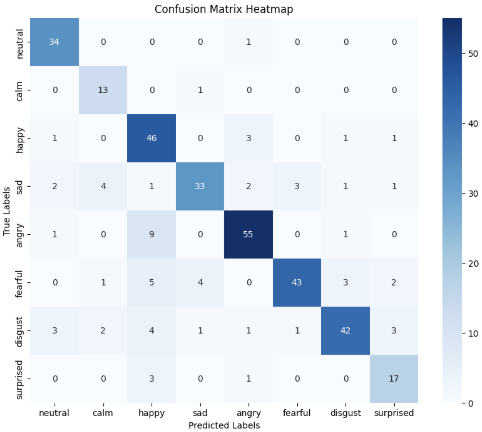 Confusion Matrix Heatmap
True Labels
neutral 34 0 0 0 1 0 0 0
calm 0 13 0 1 0 0 0 0
happy 1 0 46 0 3 0 1 1
sad 2 4 1 33 2 3 1 1
angry 1 0 9 0 55 0 1 0
fearful 0 1 5 4 0 43 3 2
disgust 3 2 4 1 1 1 42 3
surprised 0 0 3 0 1 0 0 17
neutral calm happy sad angry fearful disgust surprised
Predicted Labels
50
40
30
20
10
0